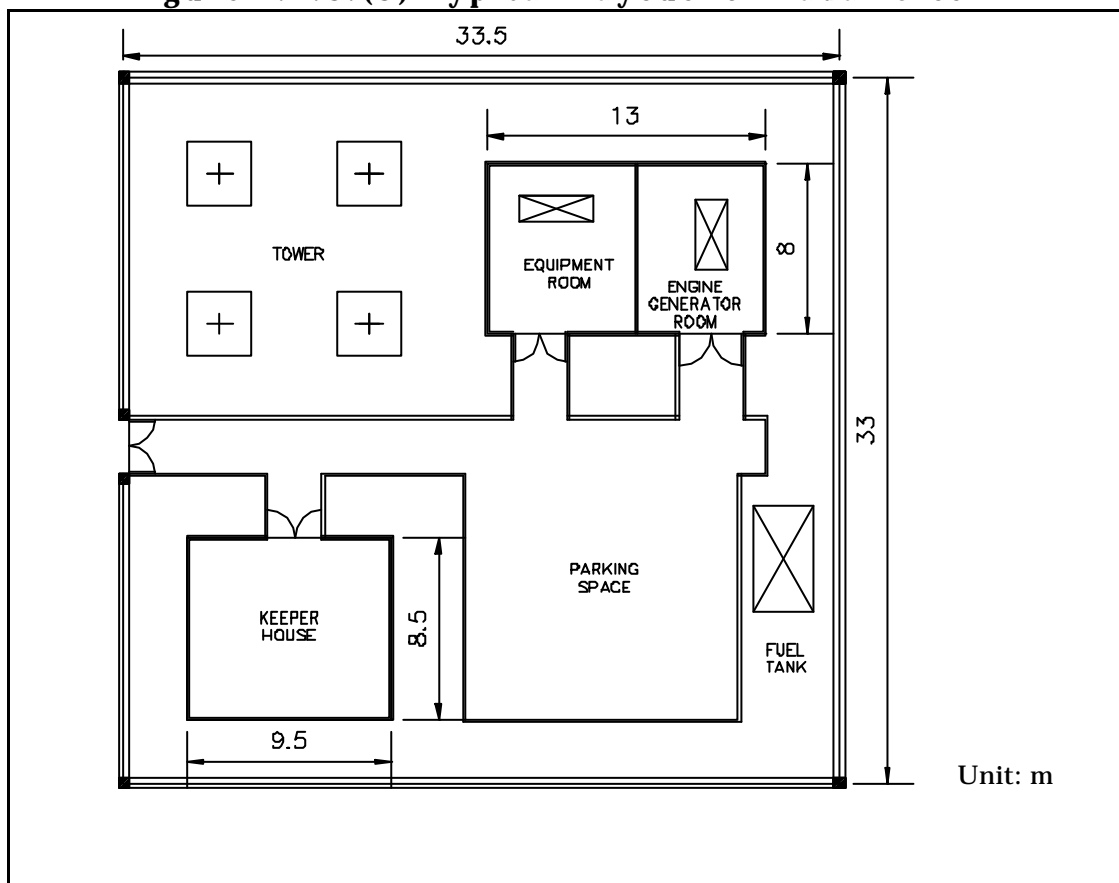 33.5
13
TOWER
EQUIPMENT
ROOM
ENGINE
GENERATOR
ROOM
8
33
PARKING
SPACE
KEEPER
HOUSE
8.5
FUEL
TANK
9.5
Unit: m